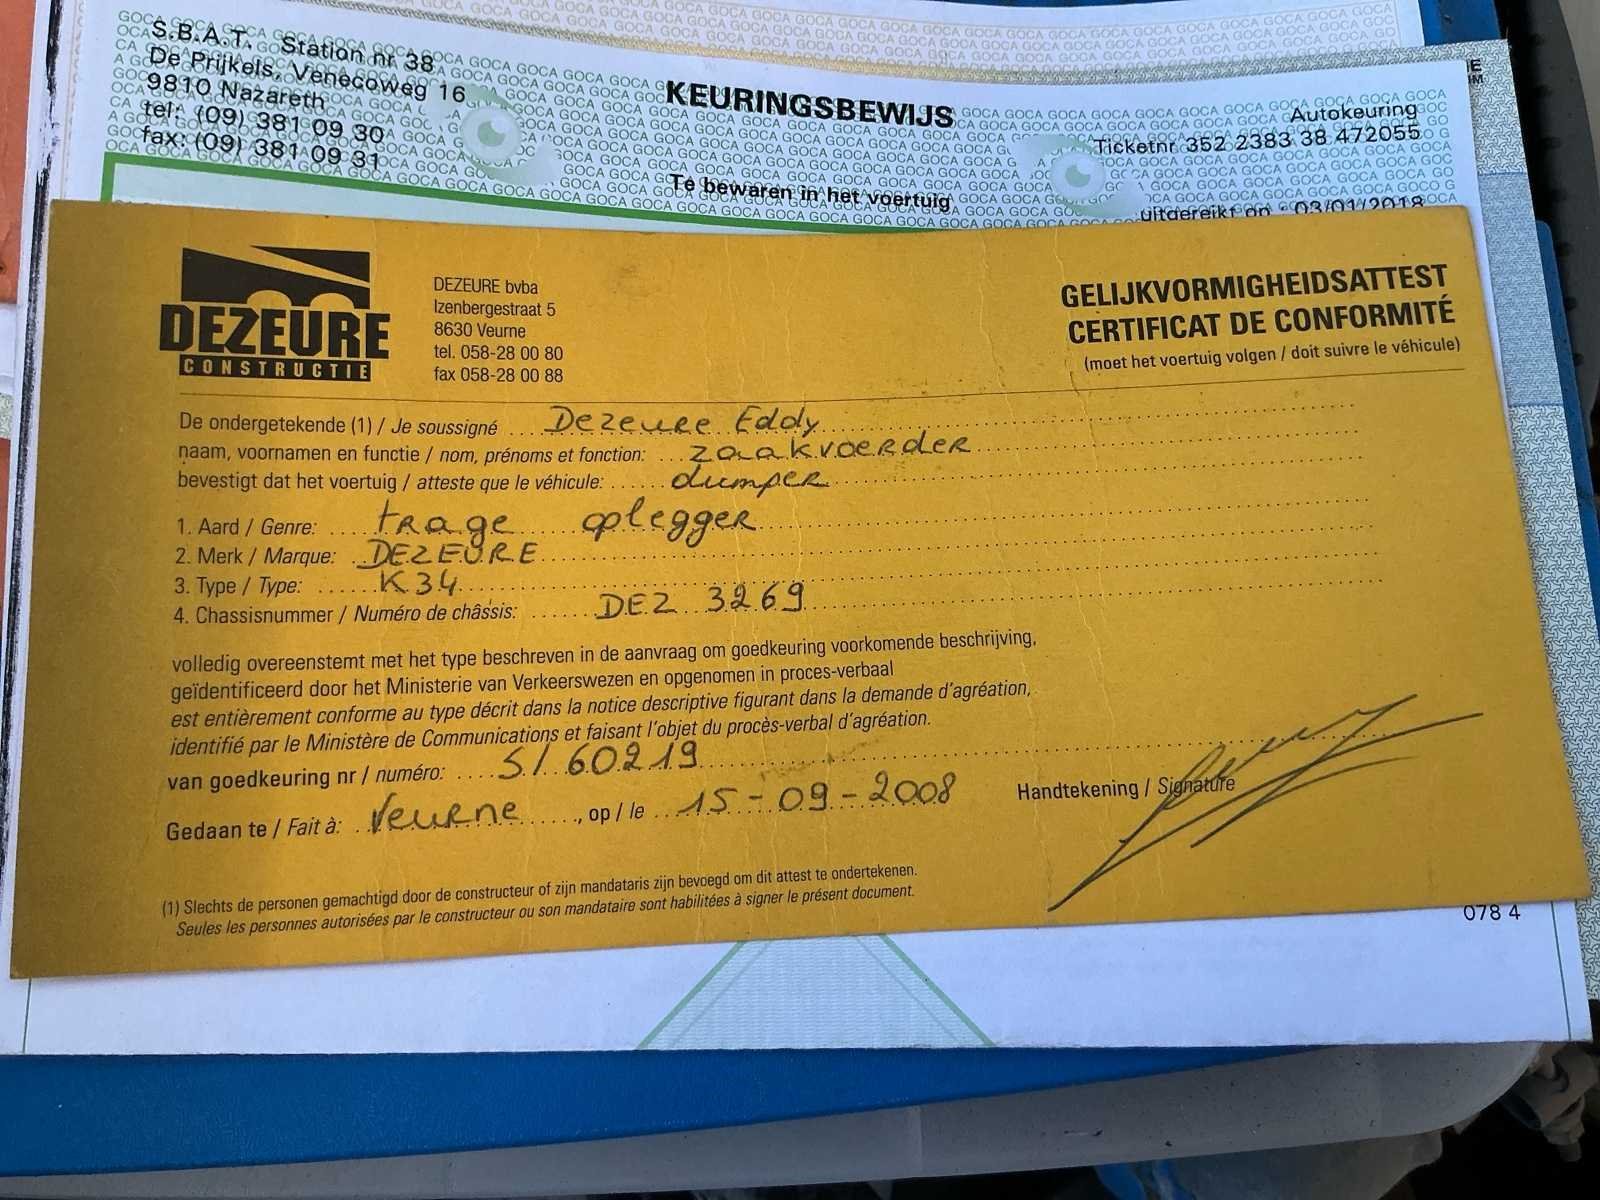 S.B.A.T. Station nr 38
De Prijkels, Venecoweg 16
9810 Nazareth
tel: (09) 381 09 30
fax: (09) 381 09 31
KEURINGSBEWIJS
Te bewaren in het voertuig
Autokeuring
Ticketnr 352 2383 38 472055
uitgereikt op : 03/01/2018
DEZEURE
CONSTRUCTIE
DEZEURE bvba
Izenbergestraat 5
8630 Veurne
tel. 058-28 00 80
fax 058-28 00 88
GELIJKVORMIGHEIDSATTEST
CERTIFICAT DE CONFORMITÉ
(moet het voertuig volgen / doit suivre le véhicule)
De ondergetekende (1) / Je soussigné Dezeure Eddy
naam, voornamen en functie / nom, prénoms et fonction: zaakvoerder
bevestigt dat het voertuig / atteste que le véhicule: dumper
1. Aard / Genre: trage oplegger
2. Merk / Marque: DEZEURE
3. Type / Type: K34
4. Chassisnummer / Numéro de châssis: DEZ 3269
volledig overeenstemt met het type beschreven in de aanvraag om goedkeuring voorkomende beschrijving,
geïdentificeerd door het Ministerie van Verkeerswezen en opgenomen in proces-verbaal
est entièrement conforme au type décrit dans la notice descriptive figurant dans la demande d'agréation,
identifié par le Ministère de Communications et faisant l'objet du procès-verbal d'agréation.
van goedkeuring nr / numéro: S/60219
Gedaan te / Fait à: Veurne, op / le 15-09-2008
Handtekening / Signature
(1) Slechts de personen gemachtigd door de constructeur of zijn mandataris zijn bevoegd om dit attest te ondertekenen.
Seules les personnes autorisées par le constructeur ou son mandataire sont habilitées à signer le présent document.
078 4